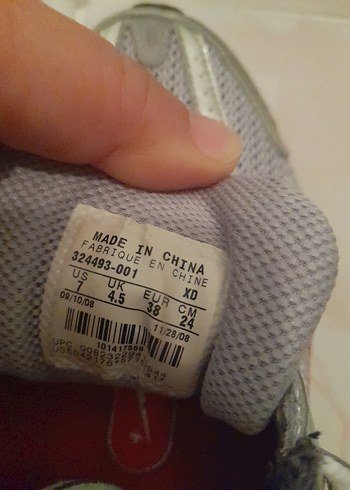 MADE IN CHINA
FABRIQUE EN CHINE
324493-001 XD
US UK EUR CM
7 4.5 38 24
09/10/08 11/28/08
UPC